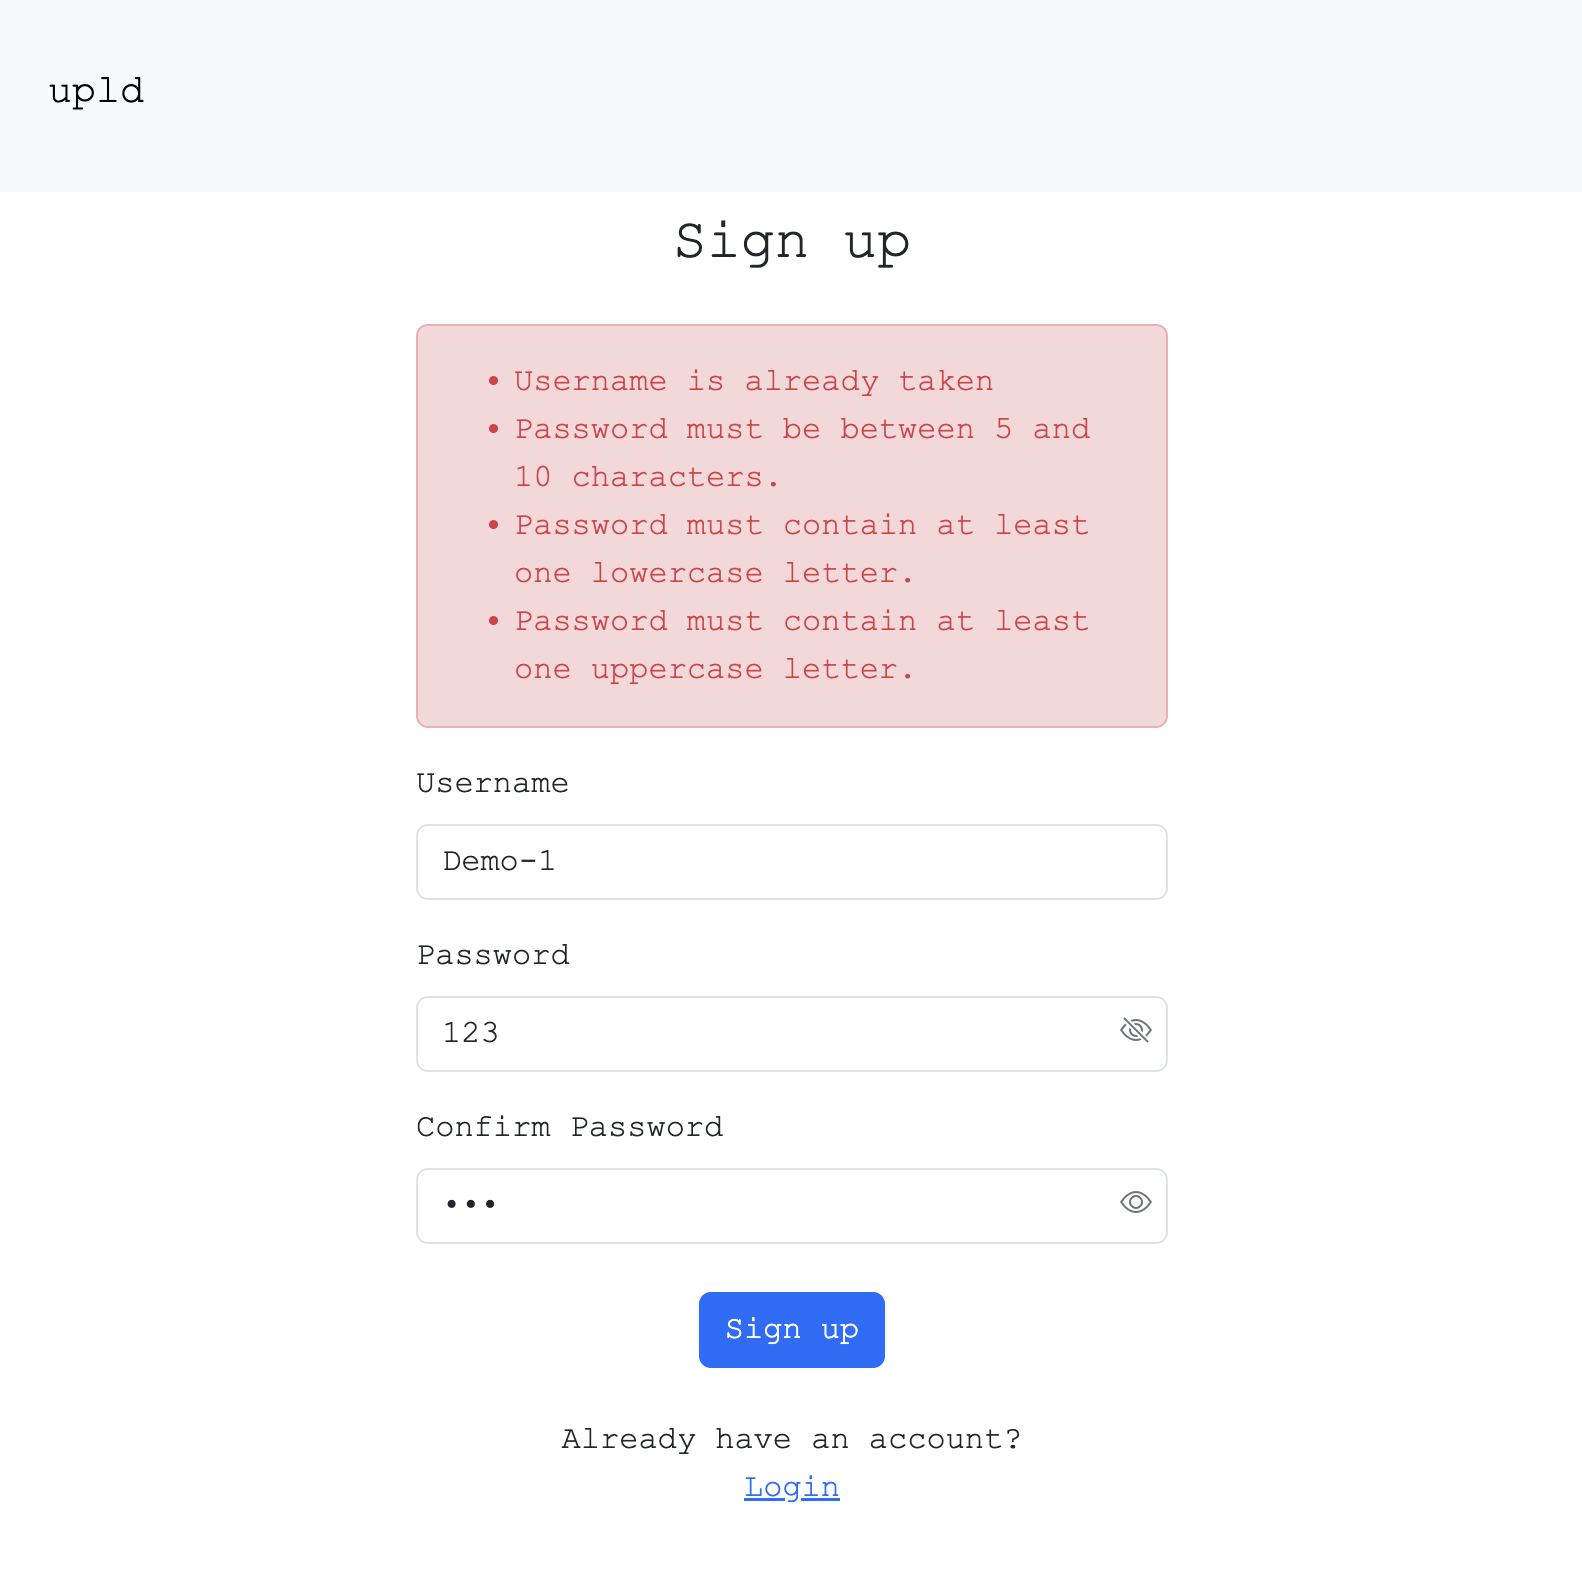 upld
Sign up
• Username is already taken
• Password must be between 5 and
10 characters.
• Password must contain at least
one lowercase letter.
• Password must contain at least
one uppercase letter.
Username
Demo-1
Password
123
Confirm Password
•••
Sign up
Already have an account?
Login